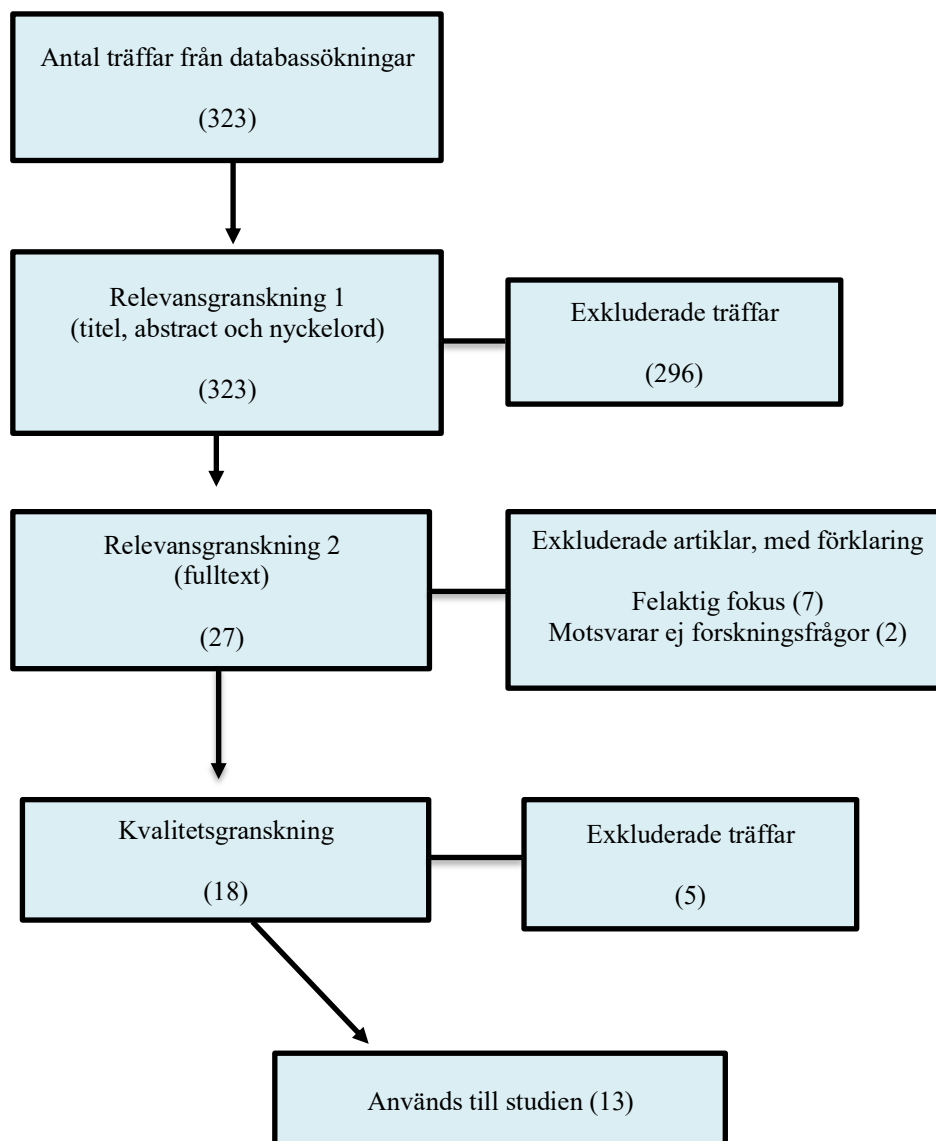 Antal träffar från databassökningar
(323)
Relevansgranskning 1
(titel, abstract och nyckelord)
(323)
Exkluderade träffar
(296)
Relevansgranskning 2
(fulltext)
(27)
Exkluderade artiklar, med förklaring
Felaktig fokus (7)
Motsvarar ej forskningsfrågor (2)
Kvalitetsgranskning
(18)
Exkluderade träffar
(5)
Används till studien (13)